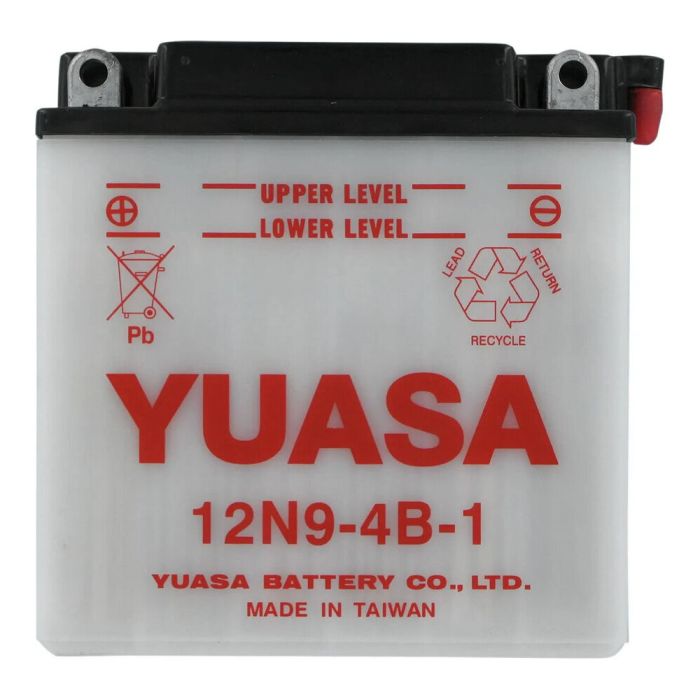 UPPER LEVEL
LOWER LEVEL
LEAD RETURN
RECYCLE
Pb
YUASA
12N9-4B-1
YUASA BATTERY CO., LTD.
MADE IN TAIWAN